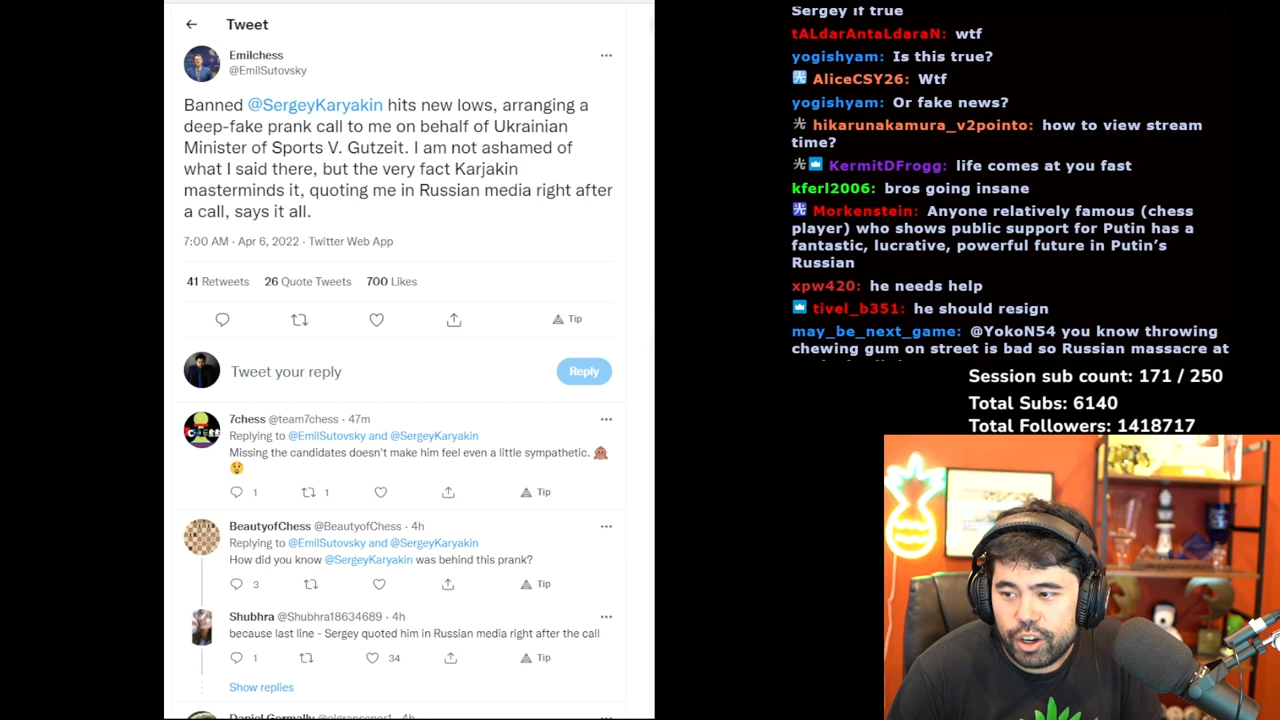 Tweet
Emilchess
@EmilSutovsky
Banned @SergeyKaryakin hits new lows, arranging a
deep-fake prank call to me on behalf of Ukrainian
Minister of Sports V. Gutzeit. I am not ashamed of
what I said there, but the very fact Karjakin
masterminds it, quoting me in Russian media right after
a call, says it all.
7:00 AM · Apr 6, 2022 · Twitter Web App
41 Retweets 26 Quote Tweets 700 Likes
Tip
Tweet your reply
Reply
7chess @team7chess · 47m
Replying to @EmilSutovsky and @SergeyKaryakin
Missing the candidates doesn't make him feel even a little sympathetic.
1 1 Tip
BeautyofChess @BeautyofChess · 4h
Replying to @EmilSutovsky and @SergeyKaryakin
How did you know @SergeyKaryakin was behind this prank?
3 Tip
Shubhra @Shubhra18634689 · 4h
because last line - Sergey quoted him in Russian media right after the call
1 34 Tip
Show replies
Daniel Gormally
Sergey if true
tALdarAntaLdaraN: wtf
yogishyam: Is this true?
AliceCSY26: Wtf
yogishyam: Or fake news?
hikarunakamura_v2pointo: how to view stream
time?
KermitDFrogg: life comes at you fast
kferl2006: bros going insane
Morkenstein: Anyone relatively famous (chess
player) who shows public support for Putin has a
fantastic, lucrative, powerful future in Putin's
Russian
xpw420: he needs help
tivel_b351: he should resign
may_be_next_game: @YokoN54 you know throwing
chewing gum on street is bad so Russian massacre at
Session sub count: 171 / 250
Total Subs: 6140
Total Followers: 1418717